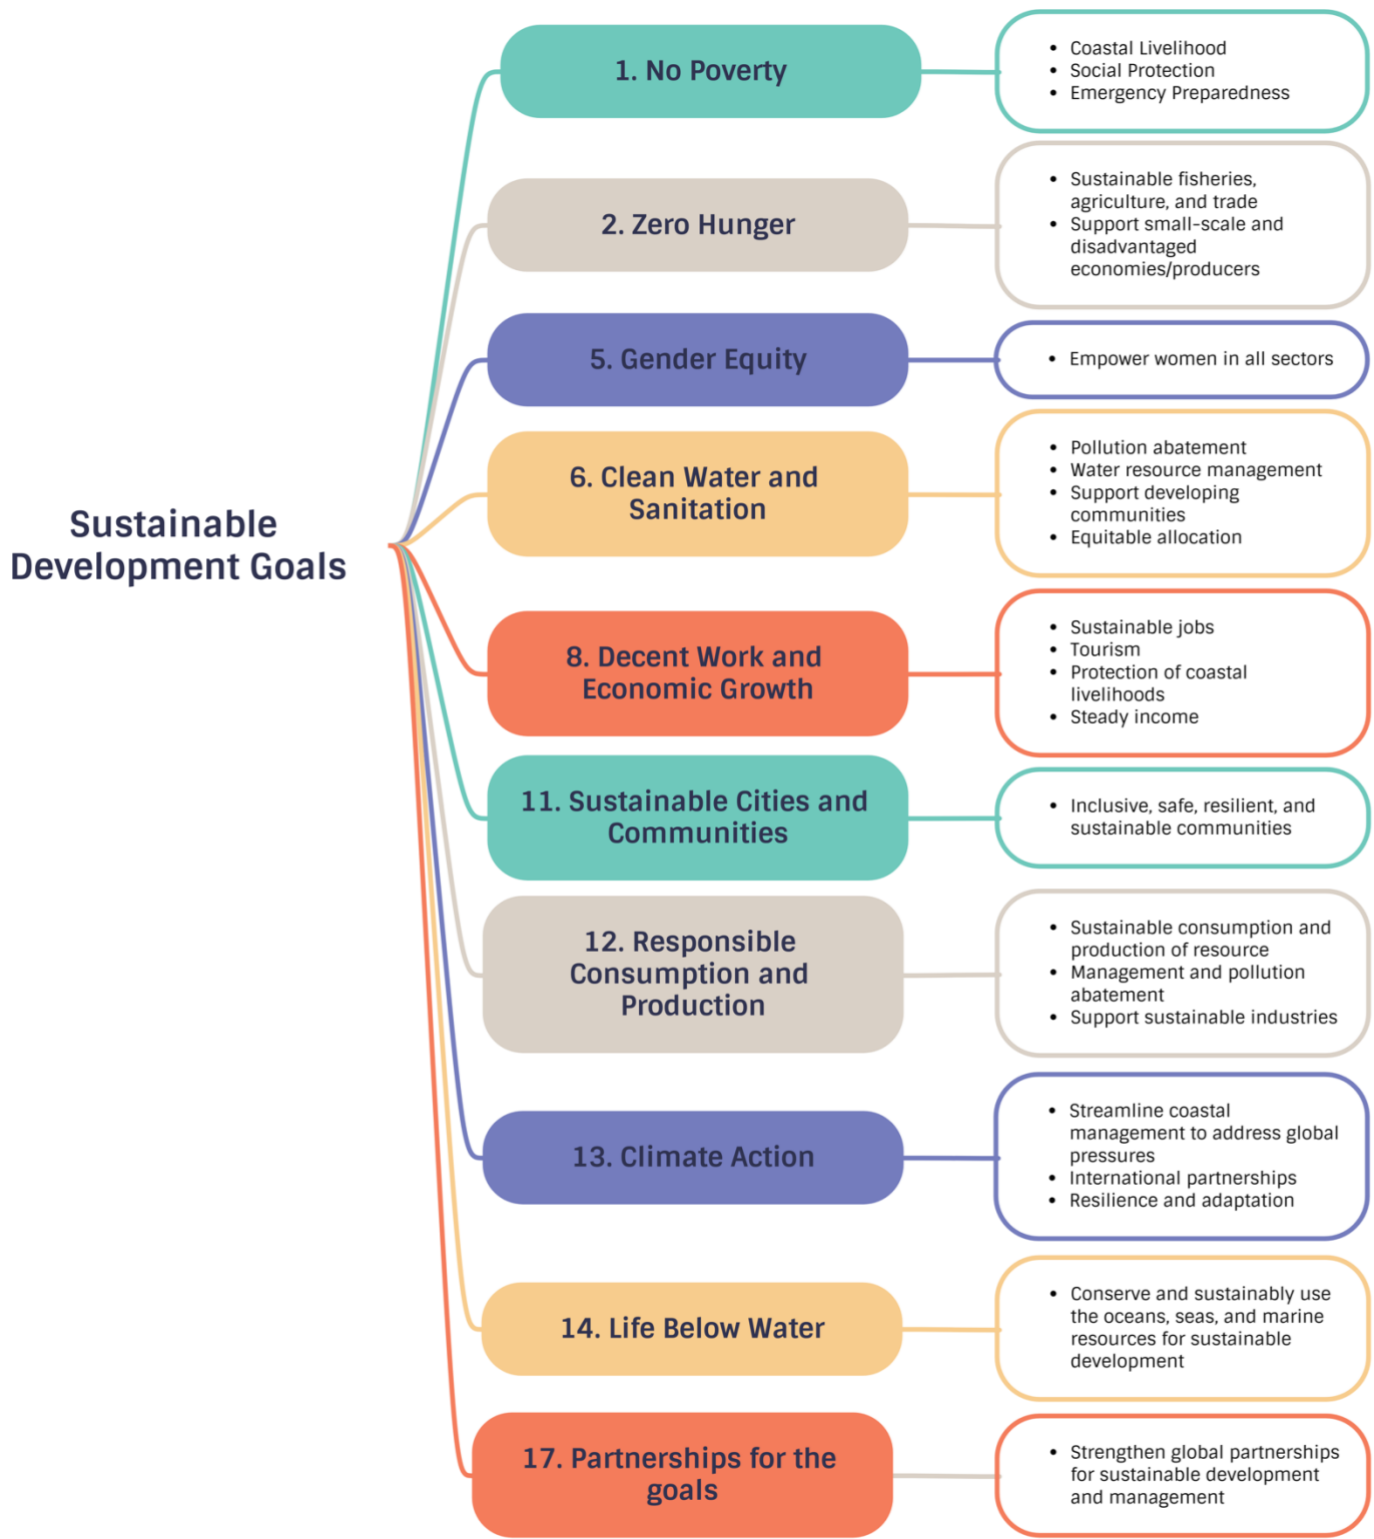 Sustainable
Development Goals
1. No Poverty
• Coastal Livelihood
• Social Protection
• Emergency Preparedness
2. Zero Hunger
• Sustainable fisheries,
agriculture, and trade
• Support small-scale and
disadvantaged
economies/producers
5. Gender Equity
• Empower women in all sectors
6. Clean Water and
Sanitation
• Pollution abatement
• Water resource management
• Support developing
communities
• Equitable allocation
8. Decent Work and
Economic Growth
• Sustainable jobs
• Tourism
• Protection of coastal
livelihoods
• Steady income
11. Sustainable Cities and
Communities
• Inclusive, safe, resilient, and
sustainable communities
12. Responsible
Consumption and
Production
• Sustainable consumption and
production of resource
• Management and pollution
abatement
• Support sustainable industries
13. Climate Action
• Streamline coastal
management to address global
pressures
• International partnerships
• Resilience and adaptation
14. Life Below Water
• Conserve and sustainably use
the oceans, seas, and marine
resources for sustainable
development
17. Partnerships for the
goals
• Strengthen global partnerships
for sustainable development
and management